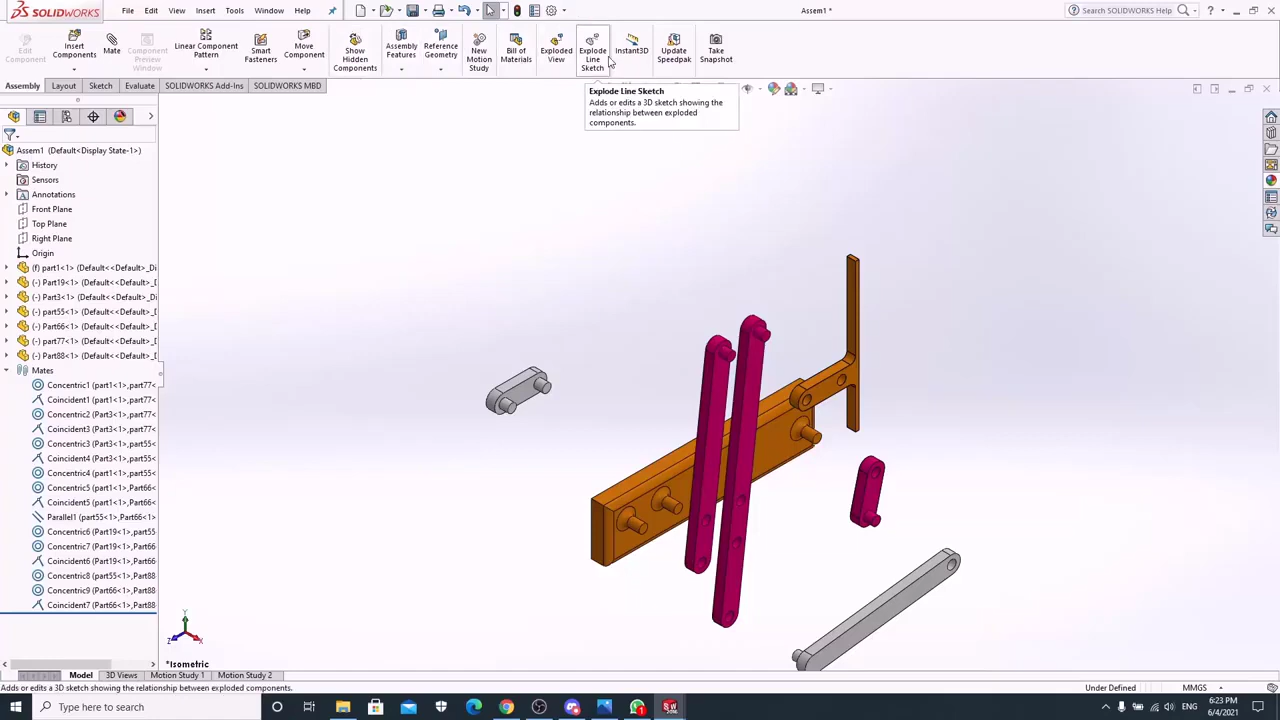 SOLIDWORKS
File
Edit
View
Insert
Tools
Window
Help
Assem1 *
Search SOLIDWORKS Help
Edit
Component
Insert
Components
Mate
Component
Preview
Window
Linear Component
Pattern
Smart
Fasteners
Move
Component
Show
Hidden
Components
Assembly
Features
Reference
Geometry
New
Motion
Study
Bill of
Materials
Exploded
View
Explode
Line
Sketch
Instant3D
Update
Speedpak
Take
Snapshot
Assembly
Layout
Sketch
Evaluate
SOLIDWORKS Add-Ins
SOLIDWORKS MBD
Explode Line Sketch
Adds or edits a 3D sketch showing the
relationship between exploded
components.
Assem1 (Default<Display State-1>)
History
Sensors
Annotations
Front Plane
Top Plane
Right Plane
Origin
(f) part1<1> (Default<<Default>_Di
(-) Part19<1> (Default<<Default>_D
(-) Part3<1> (Default<<Default>_Di
(-) part55<1> (Default<<Default>_D
(-) Part66<1> (Default<<Default>_D
(-) part77<1> (Default<<Default>_D
(-) Part88<1> (Default<<Default>_D
Mates
Concentric1 (part1<1>,part77<
Coincident1 (part1<1>,part77<
Concentric2 (Part3<1>,part77<
Coincident3 (Part3<1>,part77<
Concentric3 (Part3<1>,part55<
Coincident4 (Part3<1>,part55<
Concentric4 (part1<1>,part55<
Concentric5 (part1<1>,Part66<
Coincident5 (part1<1>,Part66<
Parallel1 (part55<1>,Part66<1>
Concentric6 (Part19<1>,part55
Concentric7 (Part19<1>,Part66
Coincident6 (Part19<1>,Part66
Concentric8 (part55<1>,Part88
Concentric9 (Part66<1>,Part88
Coincident7 (Part66<1>,Part88
Y
Z
X
*Isometric
Model
3D Views
Motion Study 1
Motion Study 2
Adds or edits a 3D sketch showing the relationship between exploded components.
Under Defined
MMGS
Type here to search
6:23 PM
6/4/2021